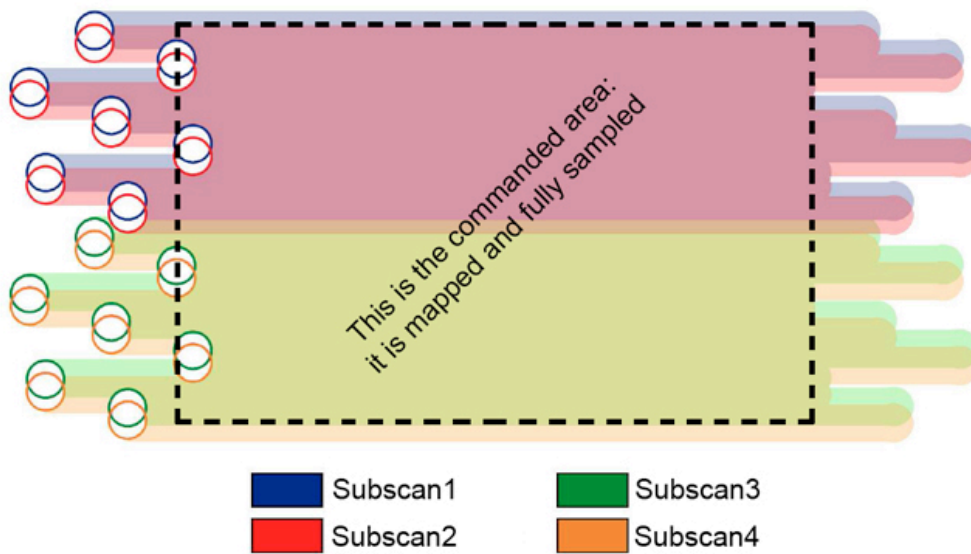 This is the commanded area:
it is mapped and fully sampled
Subscan1
Subscan3
Subscan2
Subscan4